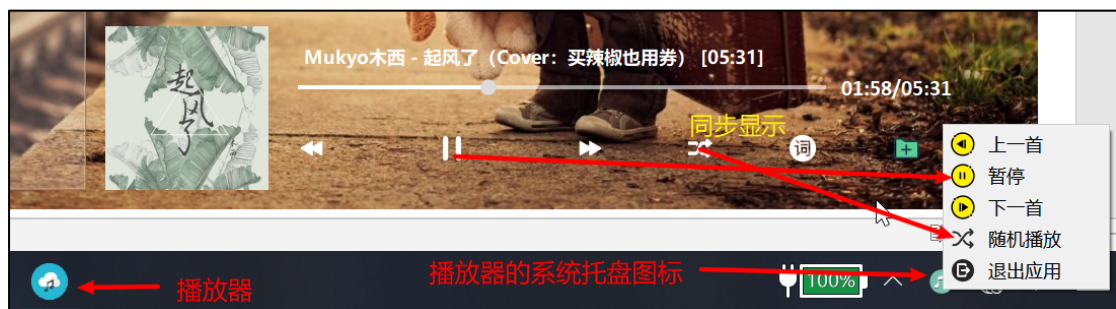 Mukyo木西 - 起风了（Cover：买辣椒也用券） [05:31]
起风了
01:58/05:31
同步显示
词
上一首
暂停
下一首
随机播放
退出应用
播放器
播放器的系统托盘图标
100%